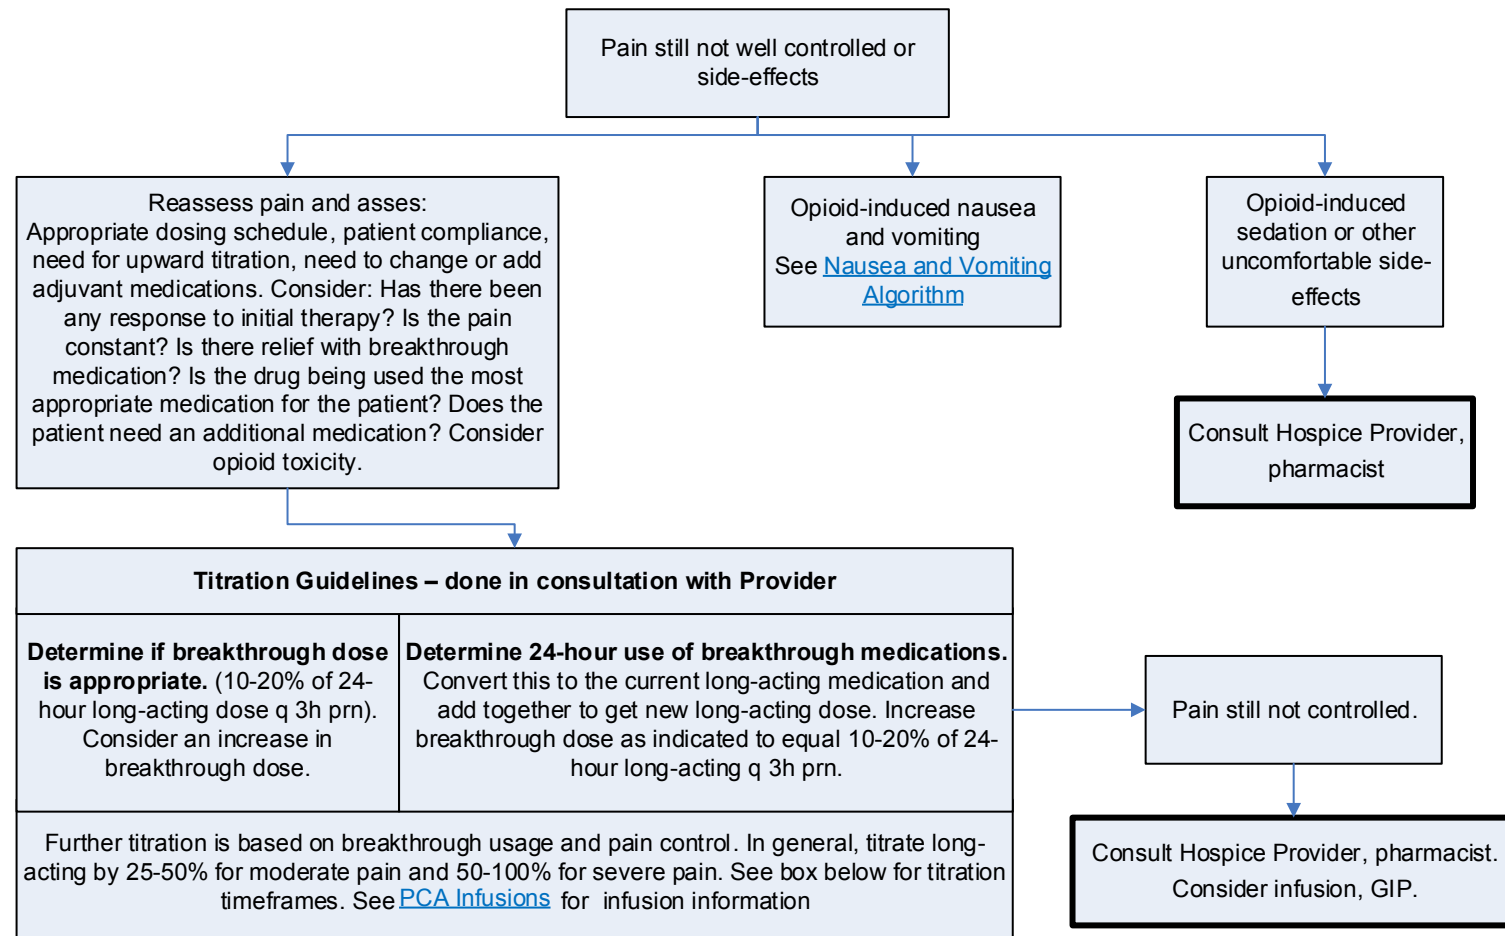 Pain still not well controlled or
side-effects
Reassess pain and asses:
Appropriate dosing schedule, patient compliance,
need for upward titration, need to change or add
adjuvant medications. Consider: Has there been
any response to initial therapy? Is the pain
constant? Is there relief with breakthrough
medication? Is the drug being used the most
appropriate medication for the patient? Does the
patient need an additional medication? Consider
opioid toxicity.
Opioid-induced nausea
and vomiting
See Nausea and Vomiting
Algorithm
Opioid-induced
sedation or other
uncomfortable side-
effects
Consult Hospice Provider,
pharmacist
Titration Guidelines – done in consultation with Provider
Determine if breakthrough dose
is appropriate. (10-20% of 24-
hour long-acting dose q 3h prn).
Consider an increase in
breakthrough dose.
Determine 24-hour use of breakthrough medications.
Convert this to the current long-acting medication and
add together to get new long-acting dose. Increase
breakthrough dose as indicated to equal 10-20% of 24-
hour long-acting q 3h prn.
Further titration is based on breakthrough usage and pain control. In general, titrate long-
acting by 25-50% for moderate pain and 50-100% for severe pain. See box below for titration
timeframes. See PCA Infusions for infusion information
Pain still not controlled.
Consult Hospice Provider, pharmacist.
Consider infusion, GIP.